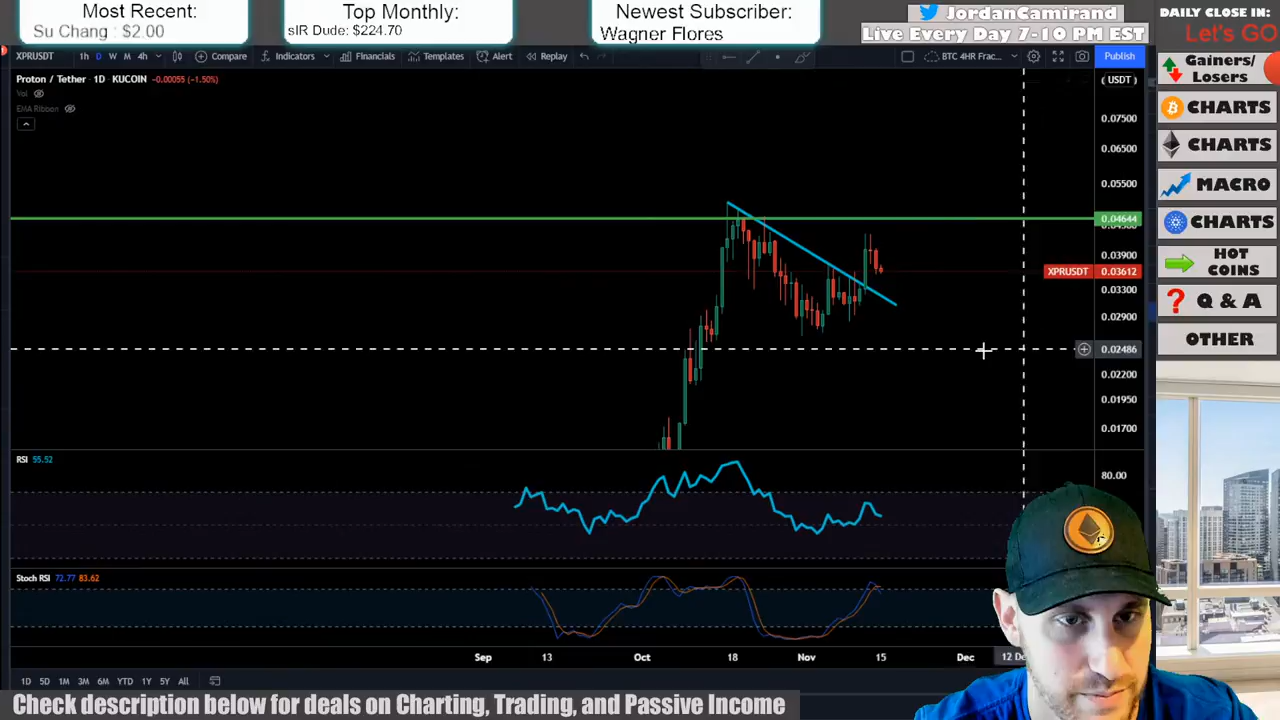 Most Recent:
Su Chang : $2.00
Top Monthly:
sIR Dude: $224.70
Newest Subscriber:
Wagner Flores
JordanCamirand
Live Every Day 7-10 PM EST
DAILY CLOSE IN:
Let's GO
XPRUSDT
1h D W M 4h
Compare
Indicators
Financials
Templates
Alert
Replay
BTC 4HR Frac...
Publish
Proton / Tether · 1D · KUCOIN -0.00055 (-1.50%)
Vol
EMA Ribbon
USDT
0.07500
0.06500
0.05500
0.04644
0.03900
XPRUSDT 0.03612
0.03300
0.02900
0.02486
0.02200
0.01950
0.01700
RSI 55.52
80.00
Stoch RSI 72.77 83.62
Sep 13 Oct 18 Nov 15 Dec
1D 5D 1M 3M 6M YTD 1Y 5Y All
Gainers/
Losers
CHARTS
CHARTS
MACRO
CHARTS
HOT
COINS
Q & A
OTHER
Check description below for deals on Charting, Trading, and Passive Income